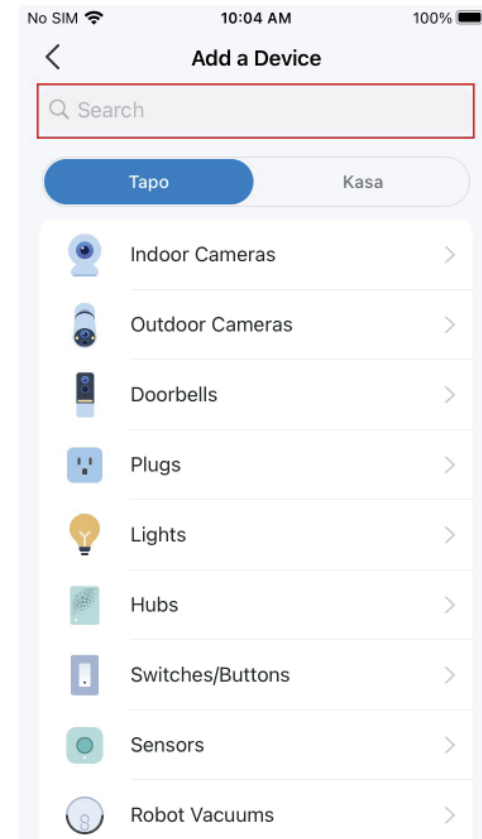 No SIM 10:04 AM 100%
Add a Device
Search
Tapo Kasa
Indoor Cameras
Outdoor Cameras
Doorbells
Plugs
Lights
Hubs
Switches/Buttons
Sensors
8 Robot Vacuums